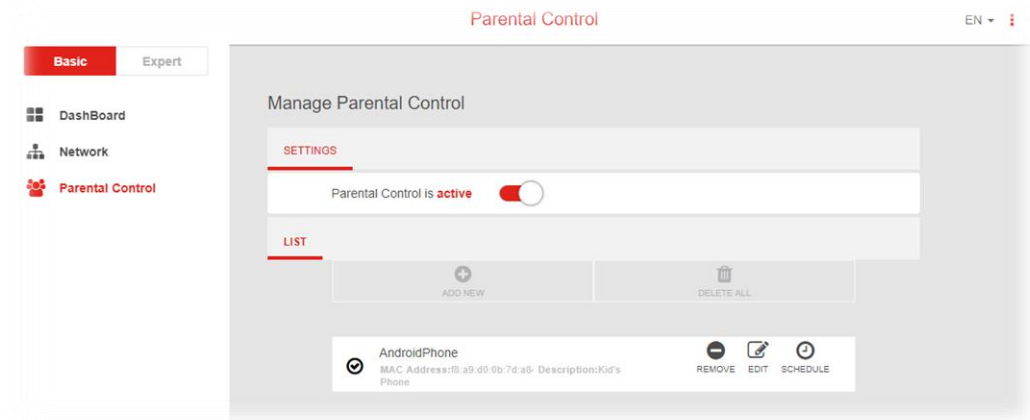 Parental Control
EN
Basic
Expert
DashBoard
Network
Parental Control
Manage Parental Control
SETTINGS
Parental Control is active
LIST
ADD NEW
DELETE ALL
AndroidPhone
MAC Address:f8:a9:d0:0b:7d:a8- Description:Kid's
Phone
REMOVE
EDIT
SCHEDULE